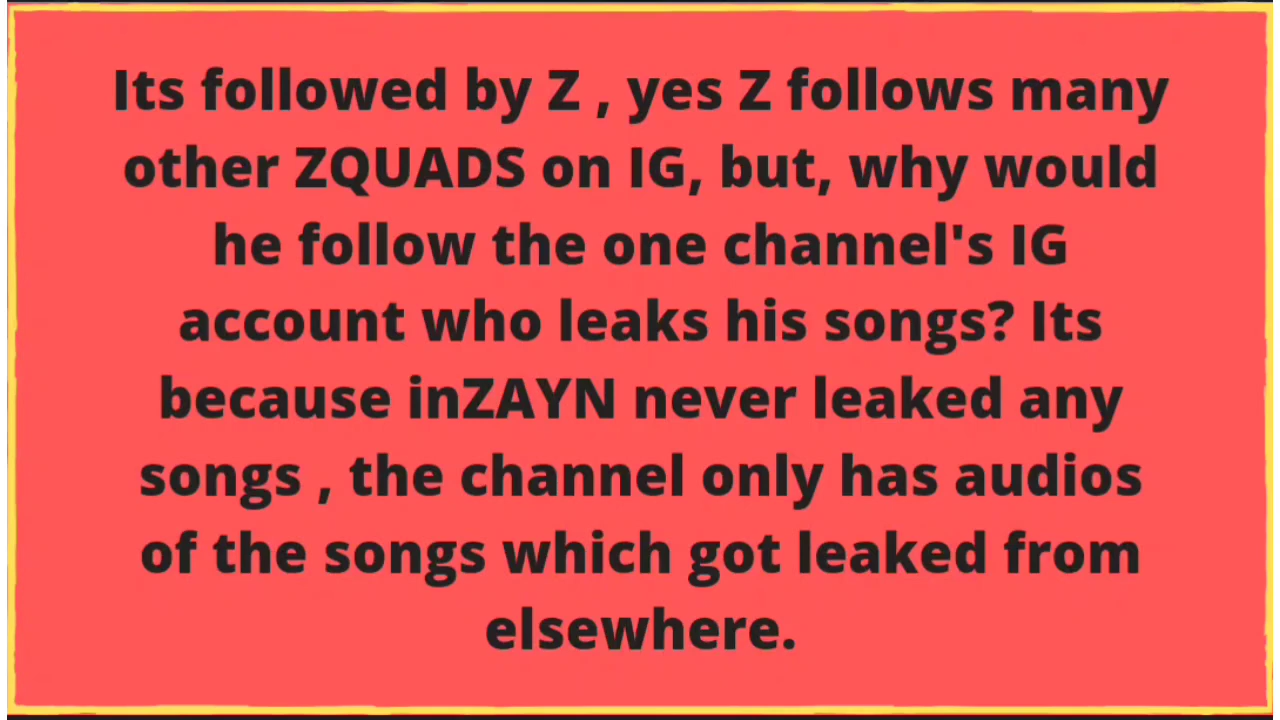 Its followed by Z , yes Z follows many
other ZQUADS on IG, but, why would
he follow the one channel's IG
account who leaks his songs? Its
because inZAYN never leaked any
songs , the channel only has audios
of the songs which got leaked from
elsewhere.